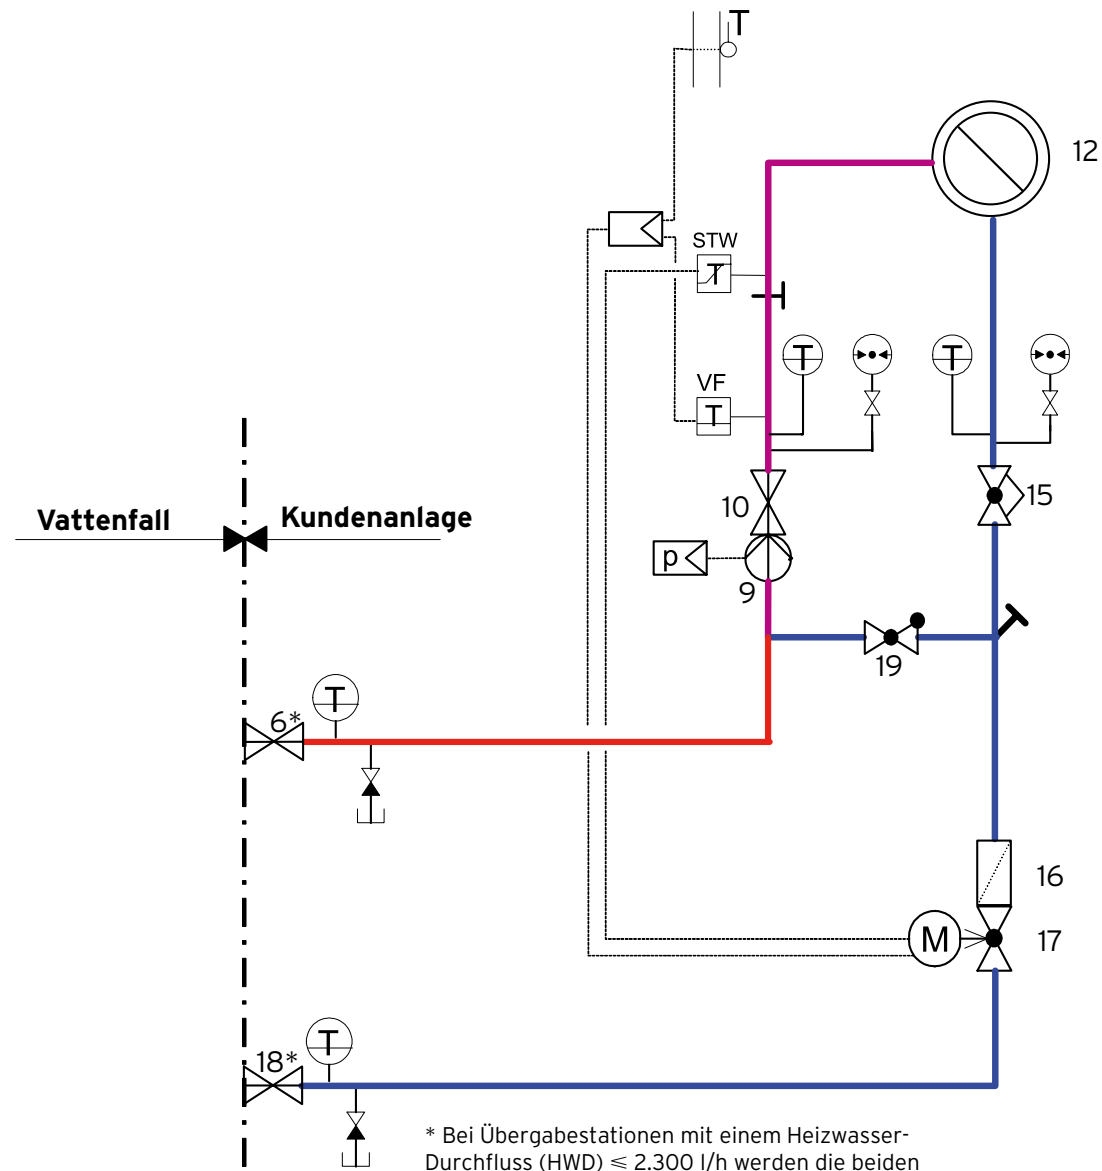 T
12
STW
T
T
T
VF
T
10
15
Vattenfall
Kundenanlage
p
9
19
T
6*
16
M
17
T
18*
* Bei Übergabestationen mit einem Heizwasser-
Durchfluss (HWD) ≤ 2.300 l/h werden die beiden